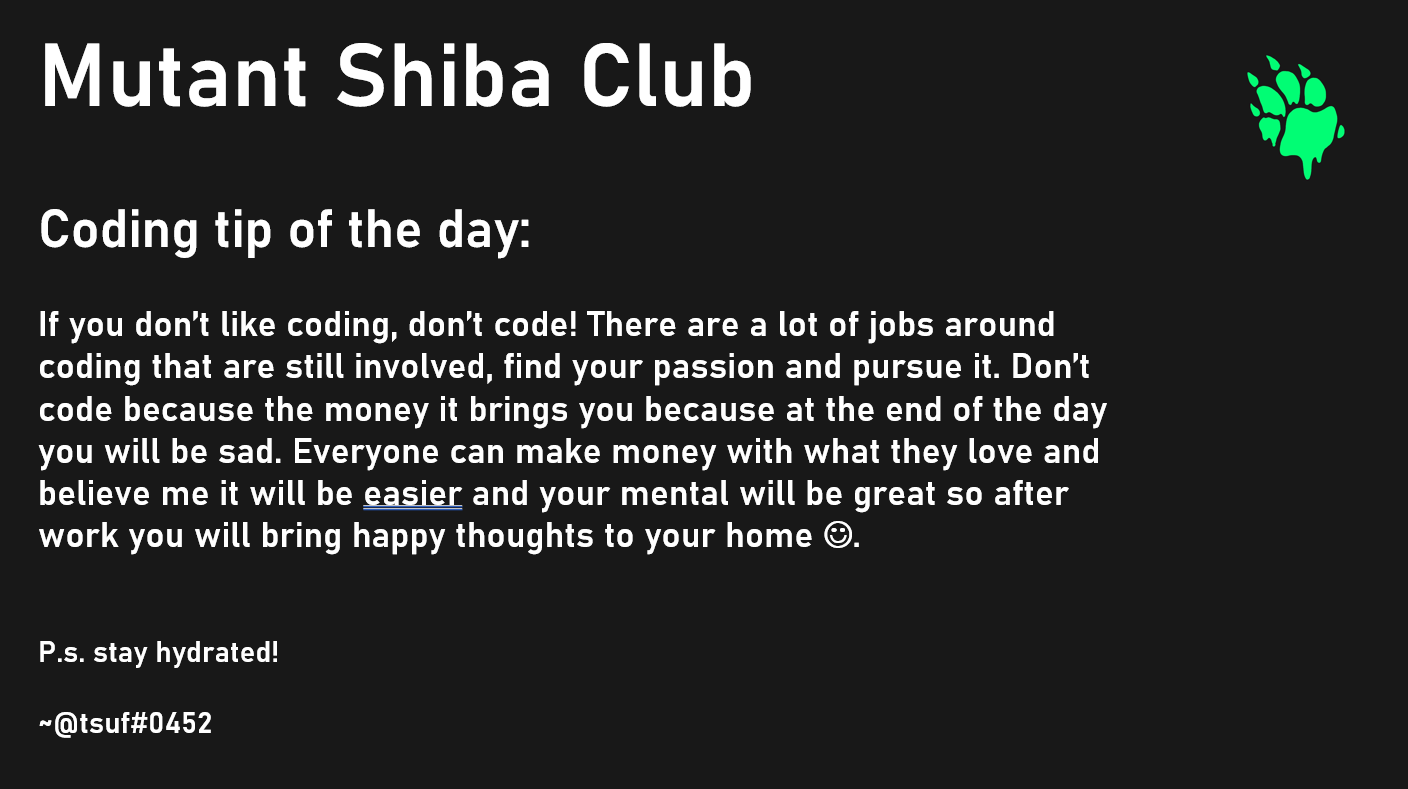 Mutant Shiba Club
Coding tip of the day:
If you don’t like coding, don’t code! There are a lot of jobs around
coding that are still involved, find your passion and pursue it. Don’t
code because the money it brings you because at the end of the day
you will be sad. Everyone can make money with what they love and
believe me it will be easier and your mental will be great so after
work you will bring happy thoughts to your home ☺.
P.s. stay hydrated!
~@tsuf#0452